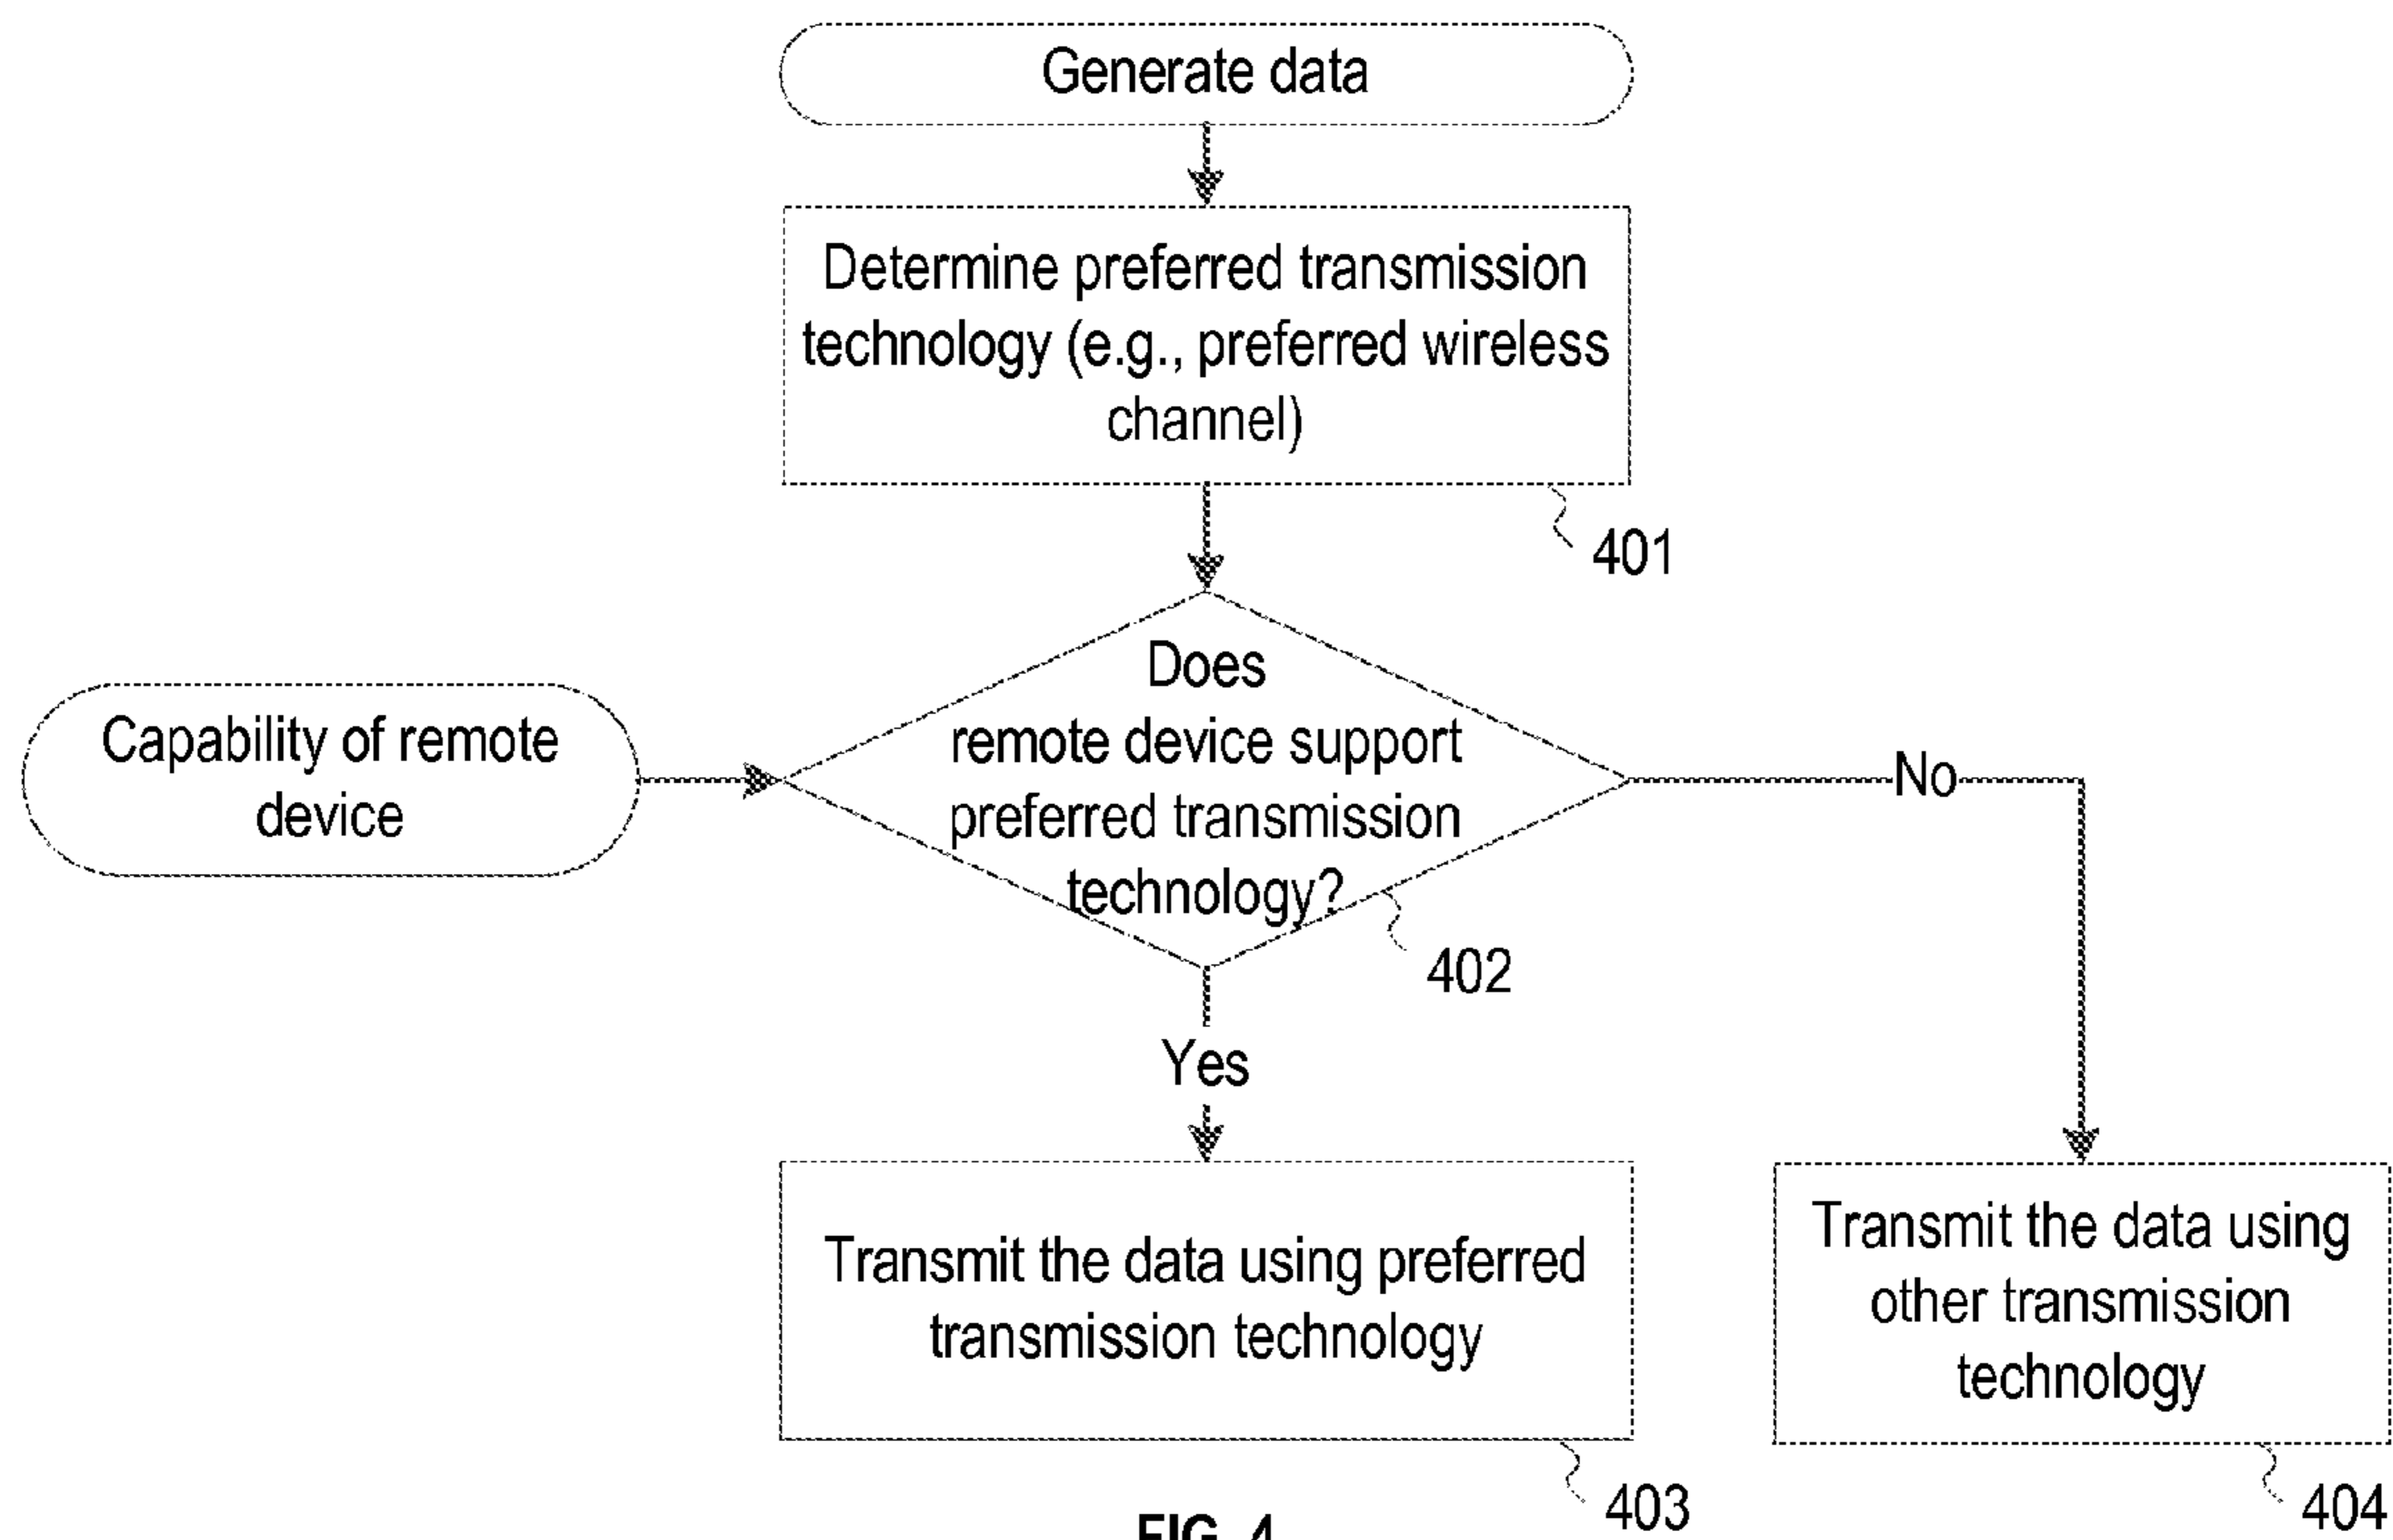 Generate data
Determine preferred transmission
technology (e.g., preferred wireless
channel)
401
Does
remote device support
preferred transmission
technology?
402
Capability of remote
device
No
Yes
Transmit the data using preferred
transmission technology
403
Transmit the data using
other transmission
technology
404
FIG. 4